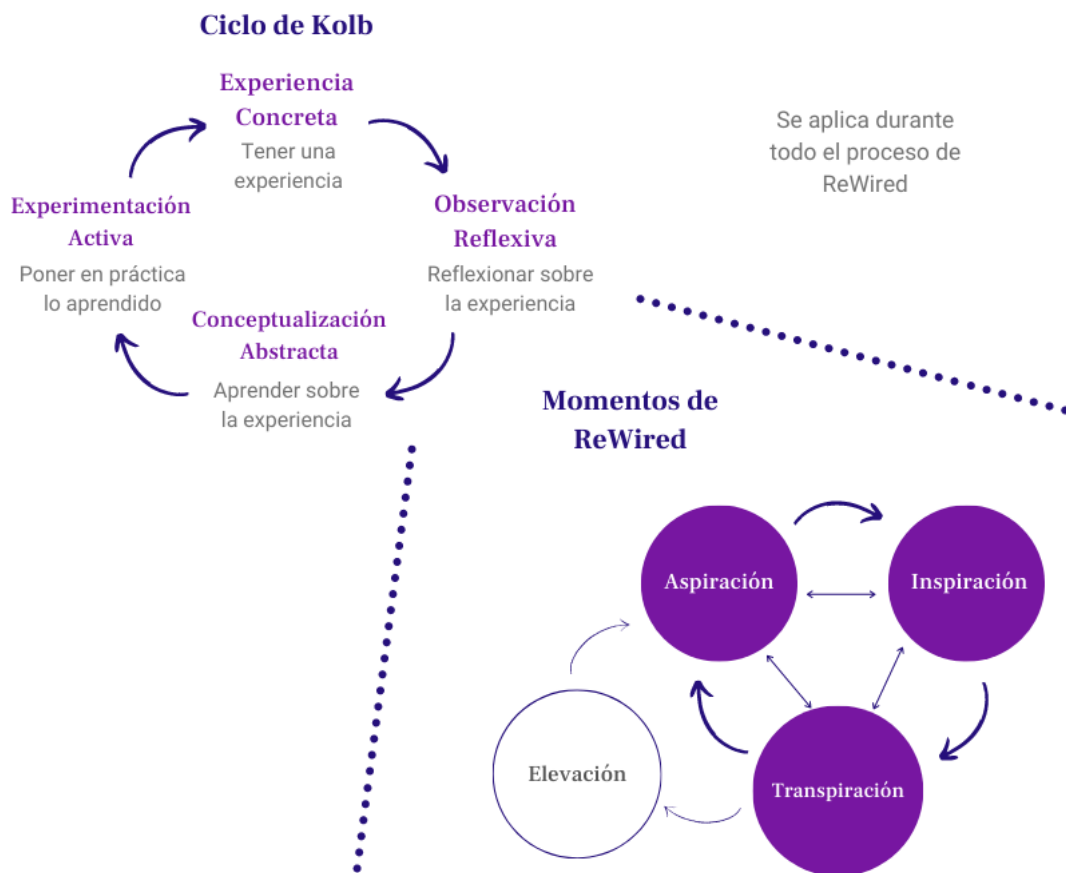 Ciclo de Kolb
Experiencia
Concreta
Tener una
experiencia
Observación
Reflexiva
Reflexionar sobre
la experiencia
Conceptualización
Abstracta
Aprender sobre
la experiencia
Experimentación
Activa
Poner en práctica
lo aprendido
Se aplica durante
todo el proceso de
ReWired
Momentos de
ReWired
Aspiración
Inspiración
Transpiración
Elevación